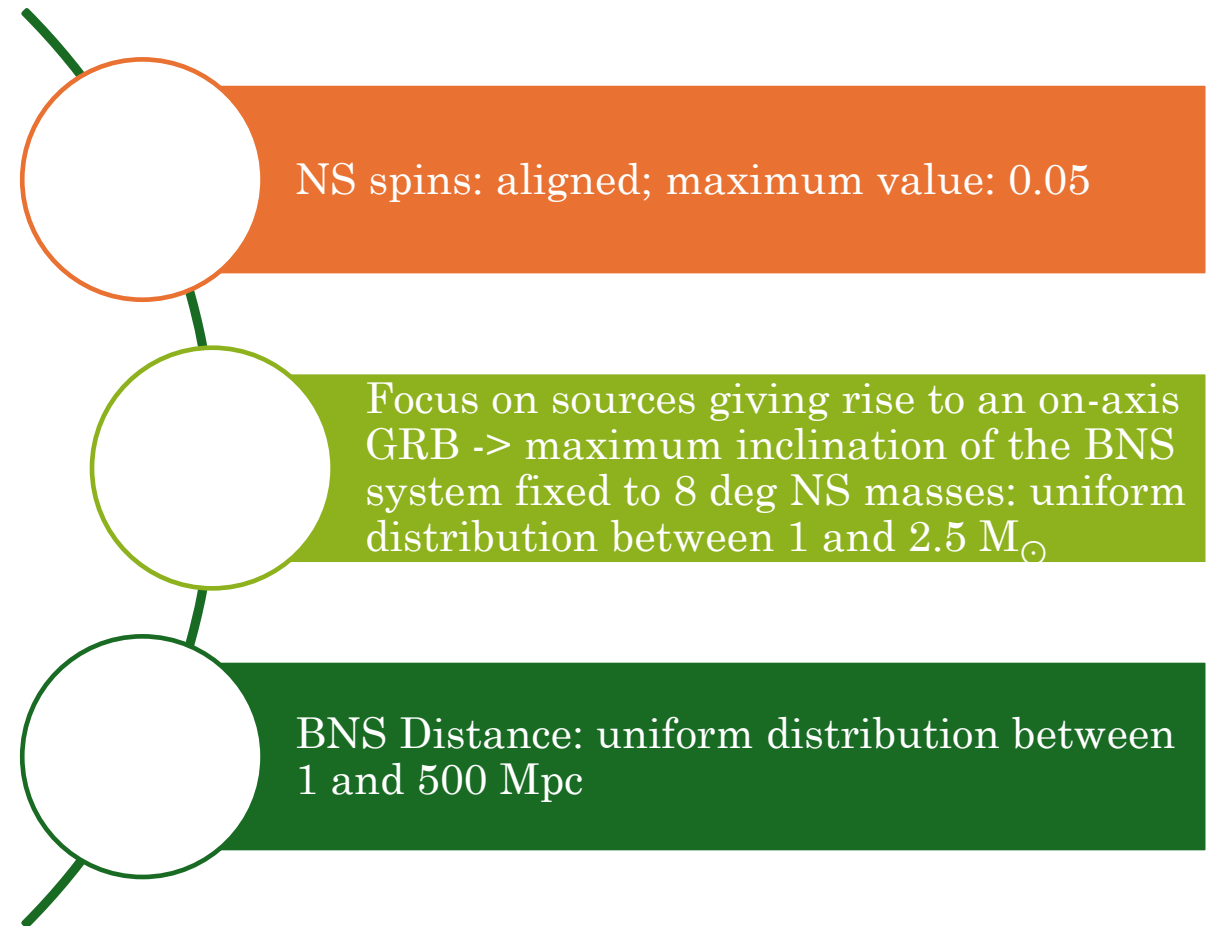 NS spins: aligned; maximum value: 0.05
Focus on sources giving rise to an on-axis
GRB -> maximum inclination of the BNS
system fixed to 8 deg NS masses: uniform
distribution between 1 and 2.5 M☉
BNS Distance: uniform distribution between
1 and 500 Mpc